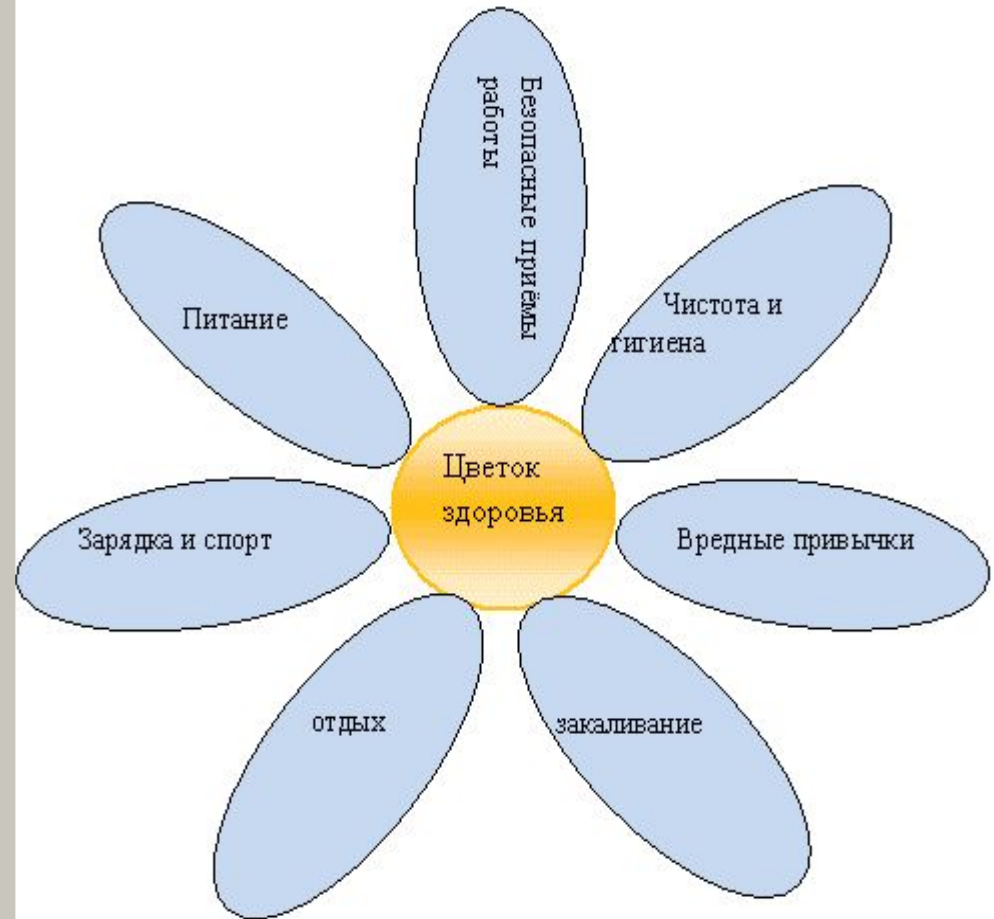 Безопасные приёмы
работы
Чистота и
гигиена
Питание
Цветок
здоровья
Зарядка и спорт
Вредные привычки
отдых
закаливание